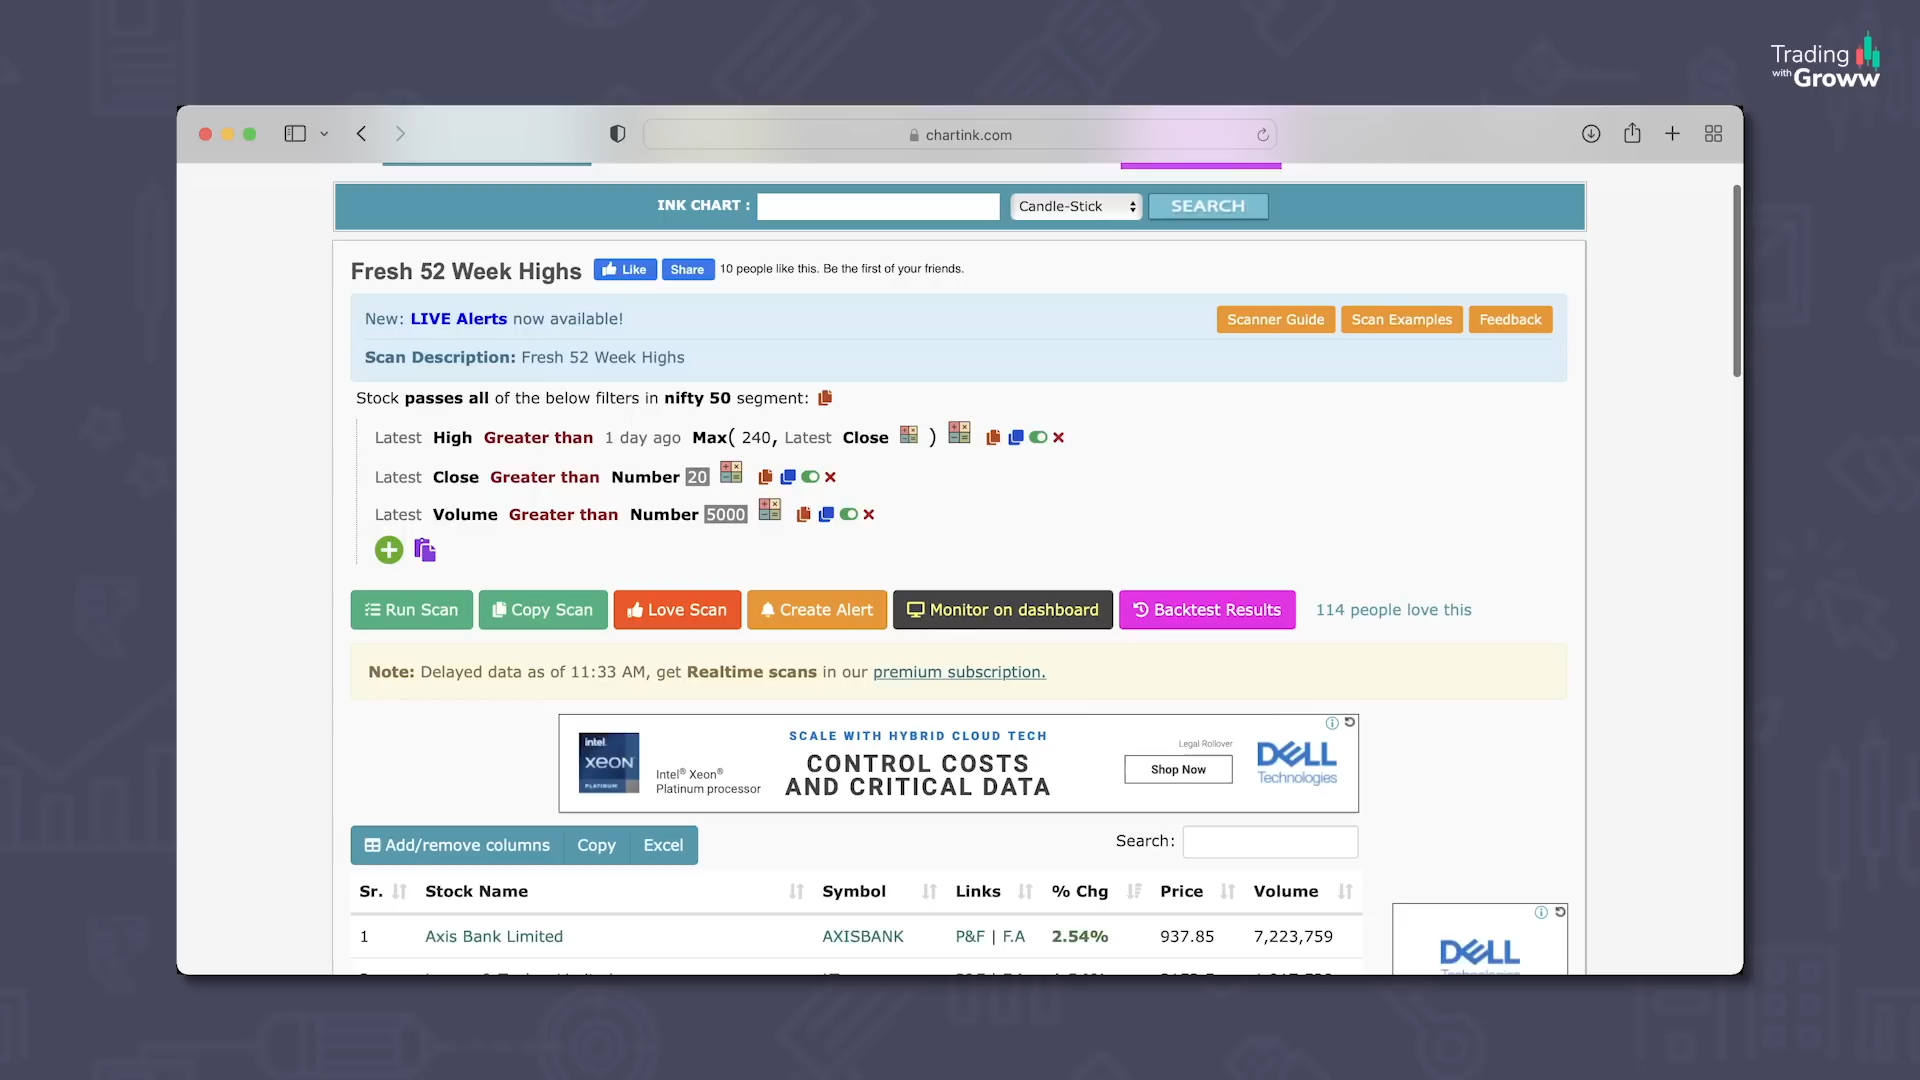 Trading
with Groww
chartink.com
INK CHART :
Candle-Stick
SEARCH
Fresh 52 Week Highs
Like
Share
10 people like this. Be the first of your friends.
New: LIVE Alerts now available!
Scanner Guide
Scan Examples
Feedback
Scan Description: Fresh 52 Week Highs
Stock passes all of the below filters in nifty 50 segment:
Latest High Greater than 1 day ago Max( 240, Latest Close )
Latest Close Greater than Number 20
Latest Volume Greater than Number 5000
Run Scan
Copy Scan
Love Scan
Create Alert
Monitor on dashboard
Backtest Results
114 people love this
Note: Delayed data as of 11:33 AM, get Realtime scans in our premium subscription.
intel.
XEON
PLATINUM
Intel® Xeon®
Platinum processor
SCALE WITH HYBRID CLOUD TECH
CONTROL COSTS
AND CRITICAL DATA
Legal Rollover
Shop Now
DELL
Technologies
Add/remove columns
Copy
Excel
Search:
Sr. Stock Name Symbol Links % Chg Price Volume
1 Axis Bank Limited AXISBANK P&F | F.A 2.54% 937.85 7,223,759
DELL